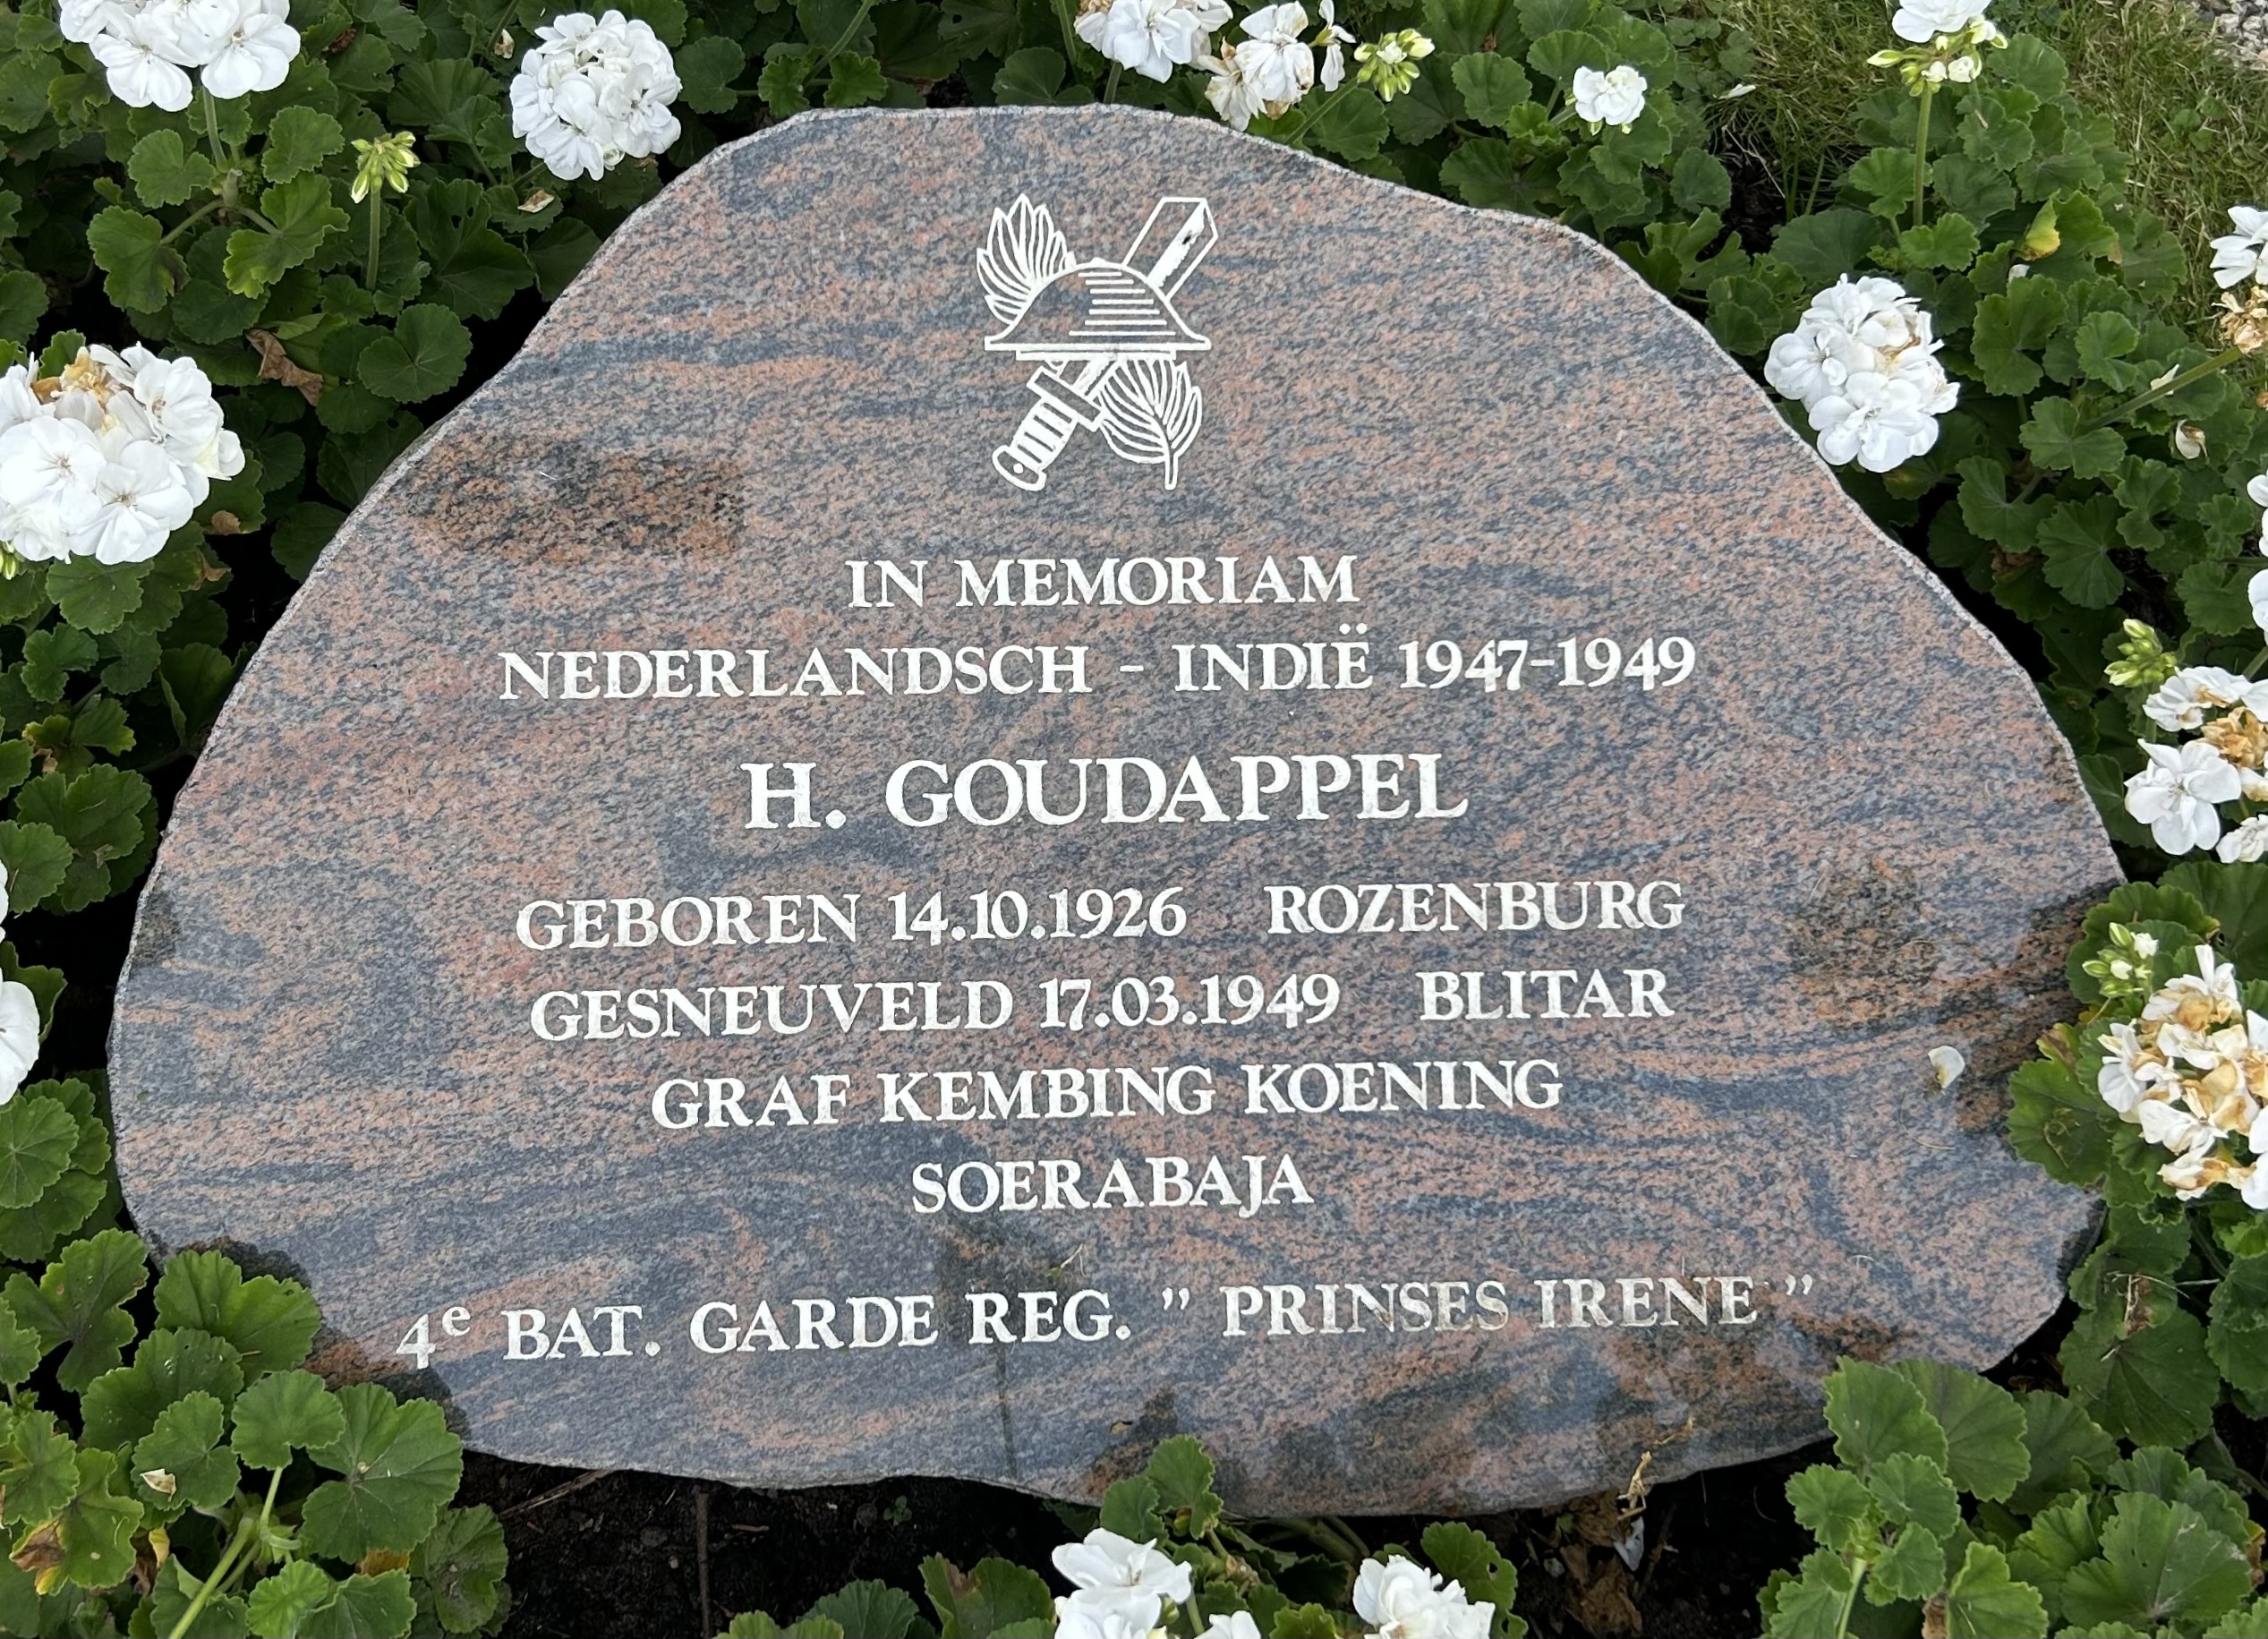 IN MEMORIAM
NEDERLANDSCH - INDIË 1947-1949
H. GOUDAPPEL
GEBOREN 14.10.1926 ROZENBURG
GESNEUVELD 17.03.1949 BLITAR
GRAF KEMBING KOENING
SOERABAJA
4e BAT. GARDE REG. " PRINSES IRENE "